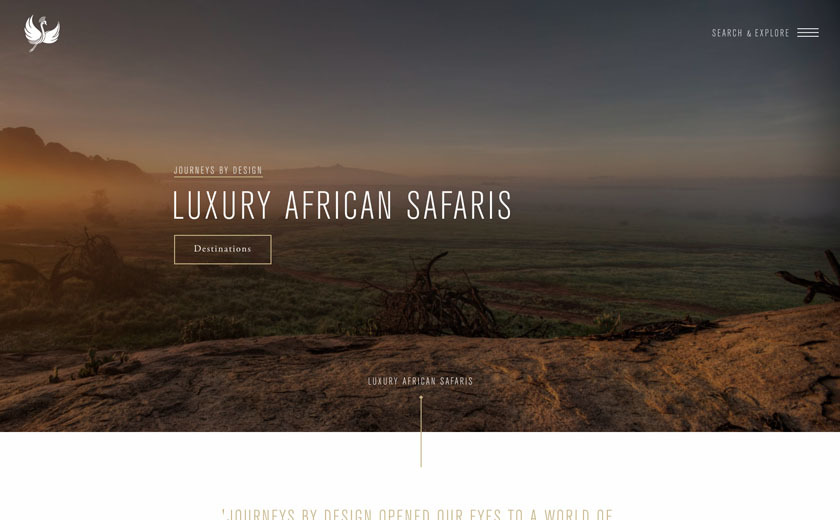 SEARCH & EXPLORE
JOURNEYS BY DESIGN
LUXURY AFRICAN SAFARIS
Destinations
LUXURY AFRICAN SAFARIS
'JOURNEYS BY DESIGN OPENED OUR EYES TO A WORLD OF